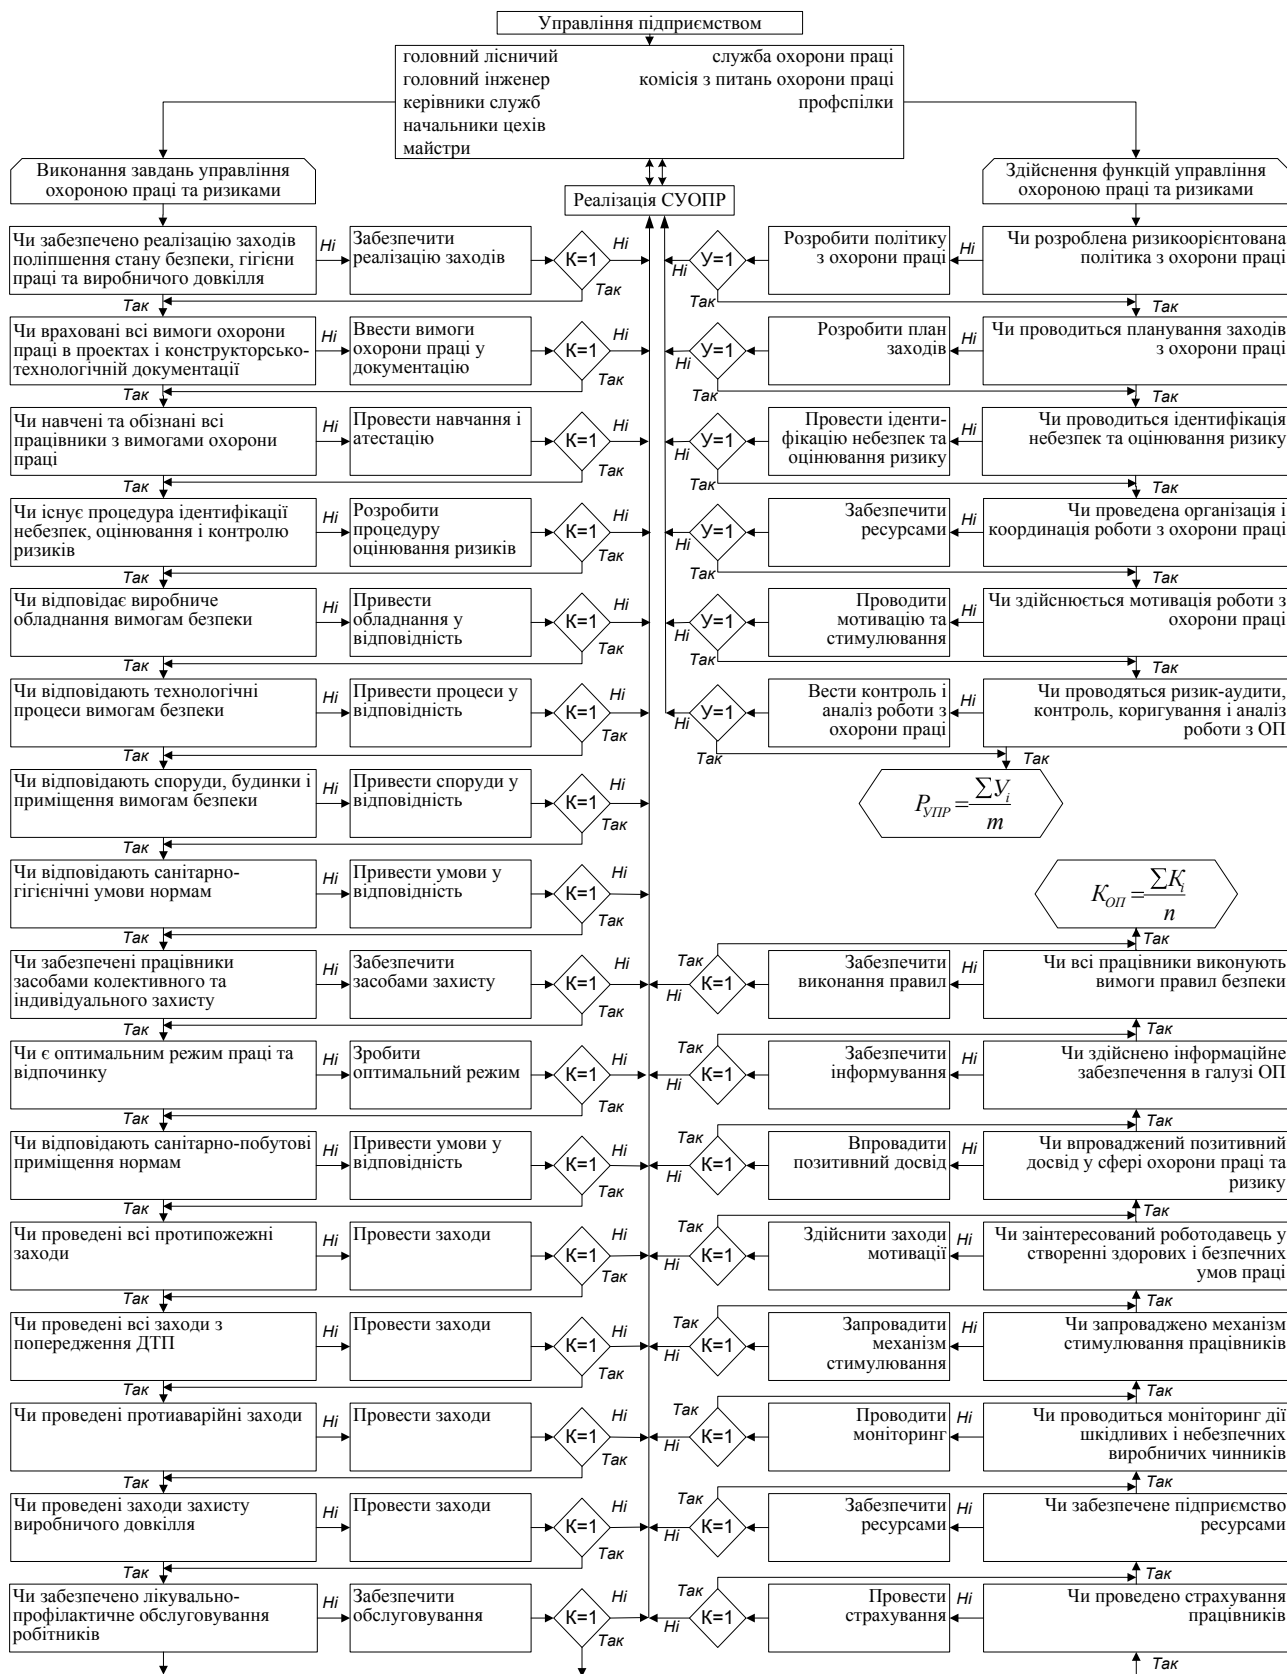 Управління підприємством
головний лісничий
головний інженер
керівники служб
начальники цехів
майстри
служба охорони праці
комісія з питань охорони праці
профспілки
Виконання завдань управління
охороною праці та ризиками
Реалізація СУОПР
Здійснення функцій управління
охороною праці та ризиками
Чи забезпечено реалізацію заходів
поліпшення стану безпеки, гігієни
праці та виробничого довкілля
Ні
Забезпечити
реалізацію заходів
К=1
Ні
Так
Так
Ні
У=1
Розробити політику
з охорони праці
Ні
Чи розроблена ризикоорієнтована
політика з охорони праці
Так
Так
Чи враховані всі вимоги охорони
праці в проектах і конструкторсько-
технологічній документації
Ні
Ввести вимоги
охорони праці у
документацію
К=1
Ні
Так
Так
Ні
У=1
Розробити план
заходів
Ні
Чи проводиться планування заходів
з охорони праці
Так
Так
Чи навчені та обізнані всі
працівники з вимогами охорони
праці
Ні
Провести навчання і
атестацію
К=1
Ні
Так
Так
Ні
У=1
Провести іденти-
фікацію небезпек та
оцінювання ризику
Ні
Чи проводиться ідентифікація
небезпек та оцінювання ризику
Так
Так
Чи існує процедура ідентифікації
небезпек, оцінювання і контролю
ризиків
Ні
Розробити
процедуру
оцінювання ризиків
К=1
Ні
Так
Так
Ні
У=1
Забезпечити
ресурсами
Ні
Чи проведена організація і
координація роботи з охорони праці
Так
Так
Чи відповідає виробниче
обладнання вимогам безпеки
Ні
Привести
обладнання у
відповідність
К=1
Ні
Так
Так
Ні
У=1
Проводити
мотивацію та
стимулювання
Ні
Чи здійснюється мотивація роботи з
охорони праці
Так
Так
Чи відповідають технологічні
процеси вимогам безпеки
Ні
Привести процеси у
відповідність
К=1
Ні
Так
Так
Ні
У=1
Вести контроль і
аналіз роботи з
охорони праці
Ні
Чи проводяться ризик-аудити,
контроль, коригування і аналіз
роботи з ОП
Так
Так
Чи відповідають споруди, будинки і
приміщення вимогам безпеки
Ні
Привести споруди у
відповідність
К=1
Ні
Так
Так
P_УПР = ∑У_i / m
Чи відповідають санітарно-
гігієнічні умови нормам
Ні
Привести умови у
відповідність
К=1
Ні
Так
Так
К_ОП = ∑К_i / n
Так
Чи забезпечені працівники
засобами колективного та
індивідуального захисту
Ні
Забезпечити
засобами захисту
К=1
Ні
Так
Так
Так
Ні
К=1
Забезпечити
виконання правил
Ні
Чи всі працівники виконують
вимоги правил безпеки
Так
Чи є оптимальним режим праці та
відпочинку
Ні
Зробити
оптимальний режим
К=1
Ні
Так
Так
Так
Ні
К=1
Забезпечити
інформування
Ні
Чи здійснено інформаційне
забезпечення в галузі ОП
Так
Чи відповідають санітарно-побутові
приміщення нормам
Ні
Привести умови у
відповідність
К=1
Ні
Так
Так
Так
Ні
К=1
Впровадити
позитивний досвід
Ні
Чи впроваджений позитивний
досвід у сфері охорони праці та
ризику
Так
Чи проведені всі протипожежні
заходи
Ні
Провести заходи
К=1
Ні
Так
Так
Так
Ні
К=1
Здійснити заходи
мотивації
Ні
Чи заінтересований роботодавець у
створенні здорових і безпечних
умов праці
Так
Чи проведені всі заходи з
попередження ДТП
Ні
Провести заходи
К=1
Ні
Так
Так
Так
Ні
К=1
Запровадити
механізм
стимулювання
Ні
Чи запроваджено механізм
стимулювання працівників
Так
Чи проведені протиаварійні заходи
Ні
Провести заходи
К=1
Ні
Так
Так
Так
Ні
К=1
Проводити
моніторинг
Ні
Чи проводиться моніторинг дії
шкідливих і небезпечних
виробничих чинників
Так
Чи проведені заходи захисту
виробничого довкілля
Ні
Провести заходи
К=1
Ні
Так
Так
Так
Ні
К=1
Забезпечити
ресурсами
Ні
Чи забезпечене підприємство
ресурсами
Так
Чи забезпечено лікувально-
профілактичне обслуговування
робітників
Ні
Забезпечити
обслуговування
К=1
Ні
Так
Так
Ні
К=1
Провести
страхування
Ні
Чи проведено страхування
працівників
Так